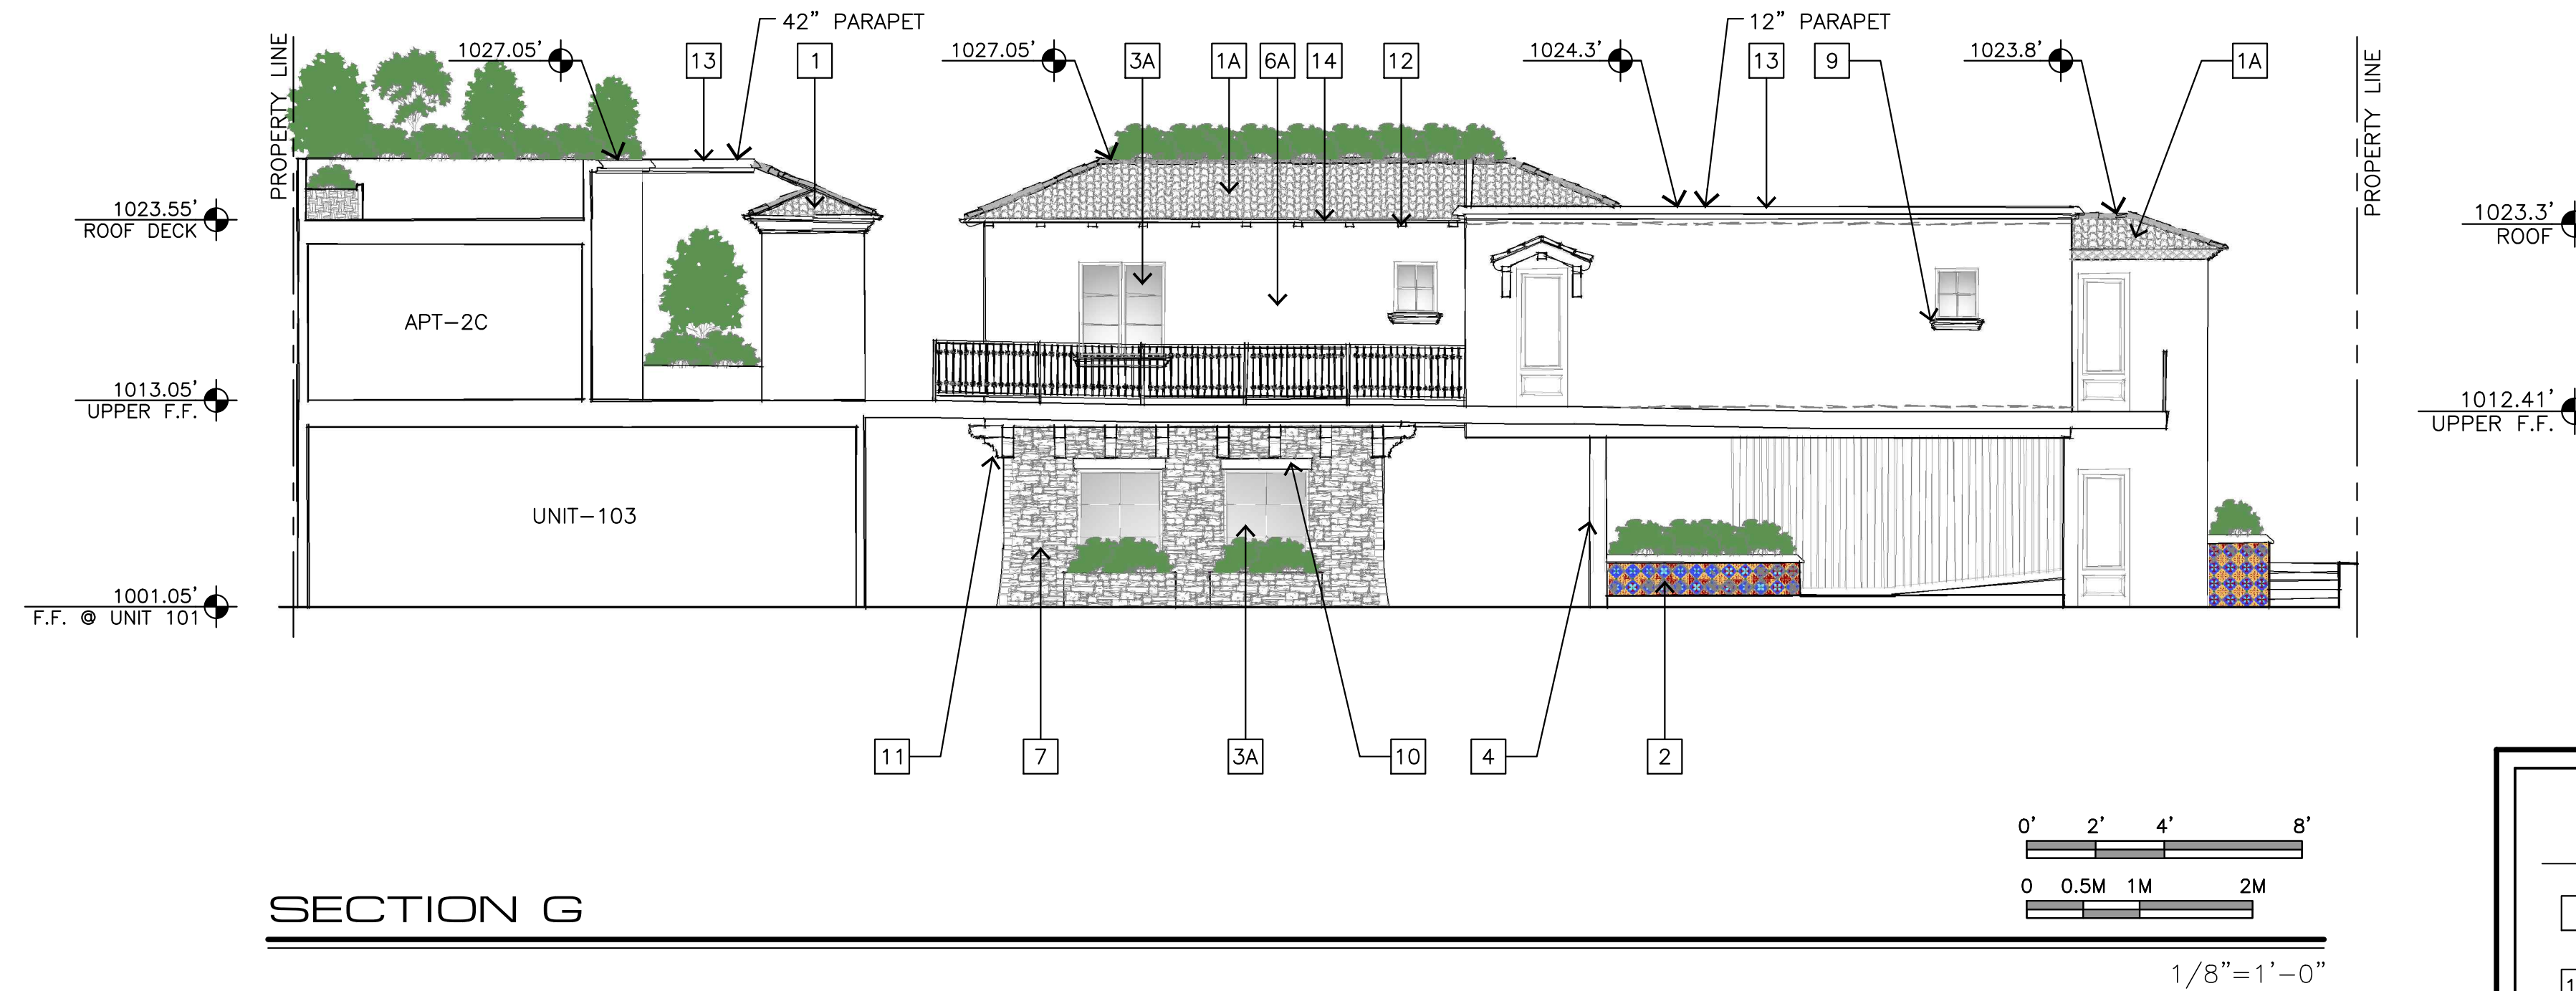 42” PARAPET
12” PARAPET
1027.05’
13
1
1027.05’
3A
1A
6A
14
12
1024.3’
13
9
1023.8’
1A
PROPERTY LINE
PROPERTY LINE
1023.55’
ROOF DECK
1023.3’
ROOF
APT-2C
1013.05’
UPPER F.F.
1012.41’
UPPER F.F.
UNIT-103
1001.05’
F.F. @ UNIT 101
11
7
3A
10
4
2
0’ 2’ 4’ 8’
0 0.5M 1M 2M
SECTION G
1/8”=1’-0”